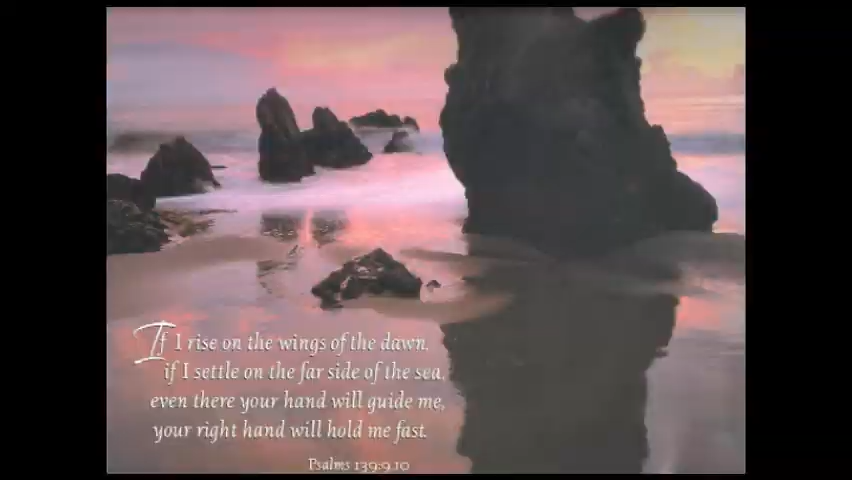 If I rise on the wings of the dawn,
if I settle on the far side of the sea,
even there your hand will guide me,
your right hand will hold me fast.
Psalms 139:9,10